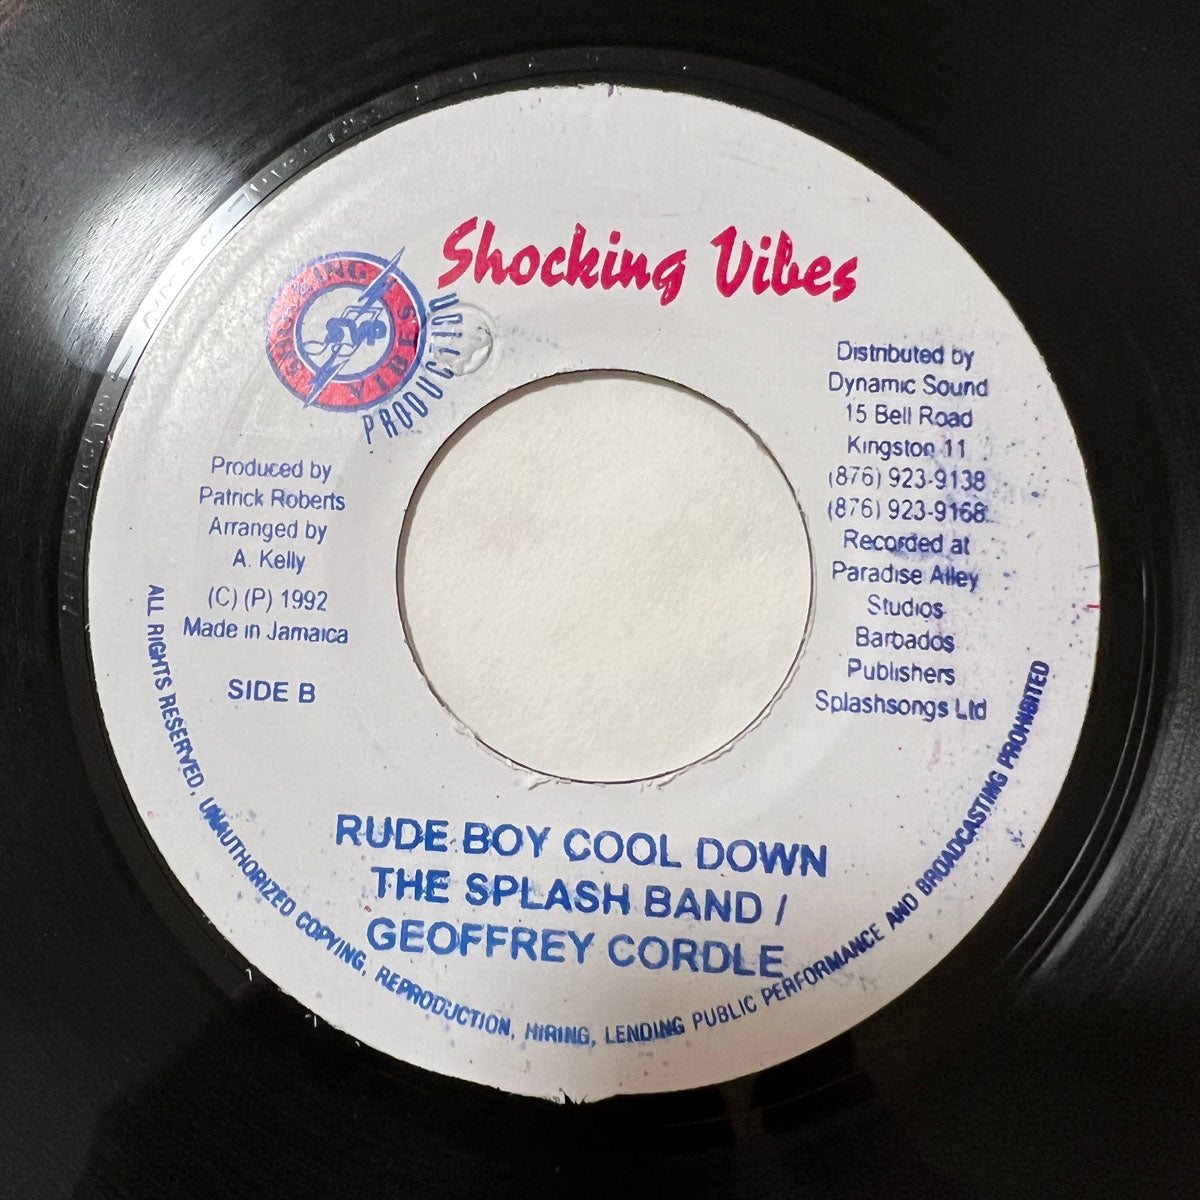 Shocking Vibes
SHOCKING VIBES
SVP
PRODUCTION
Produced by
Patrick Roberts
Arranged by
A. Kelly
(C) (P) 1992
Made in Jamaica
SIDE B
Distributed by
Dynamic Sound
15 Bell Road
Kingston 11
(876) 923-9138
(876) 923-9168
Recorded at
Paradise Alley
Studios
Barbados
Publishers
Splashsongs Ltd
RUDE BOY COOL DOWN
THE SPLASH BAND /
GEOFFREY CORDLE
ALL RIGHTS RESERVED, UNAUTHORIZED COPYING, REPRODUCTION, HIRING, LENDING PUBLIC PERFORMANCE AND BROADCASTING PROHIBITED